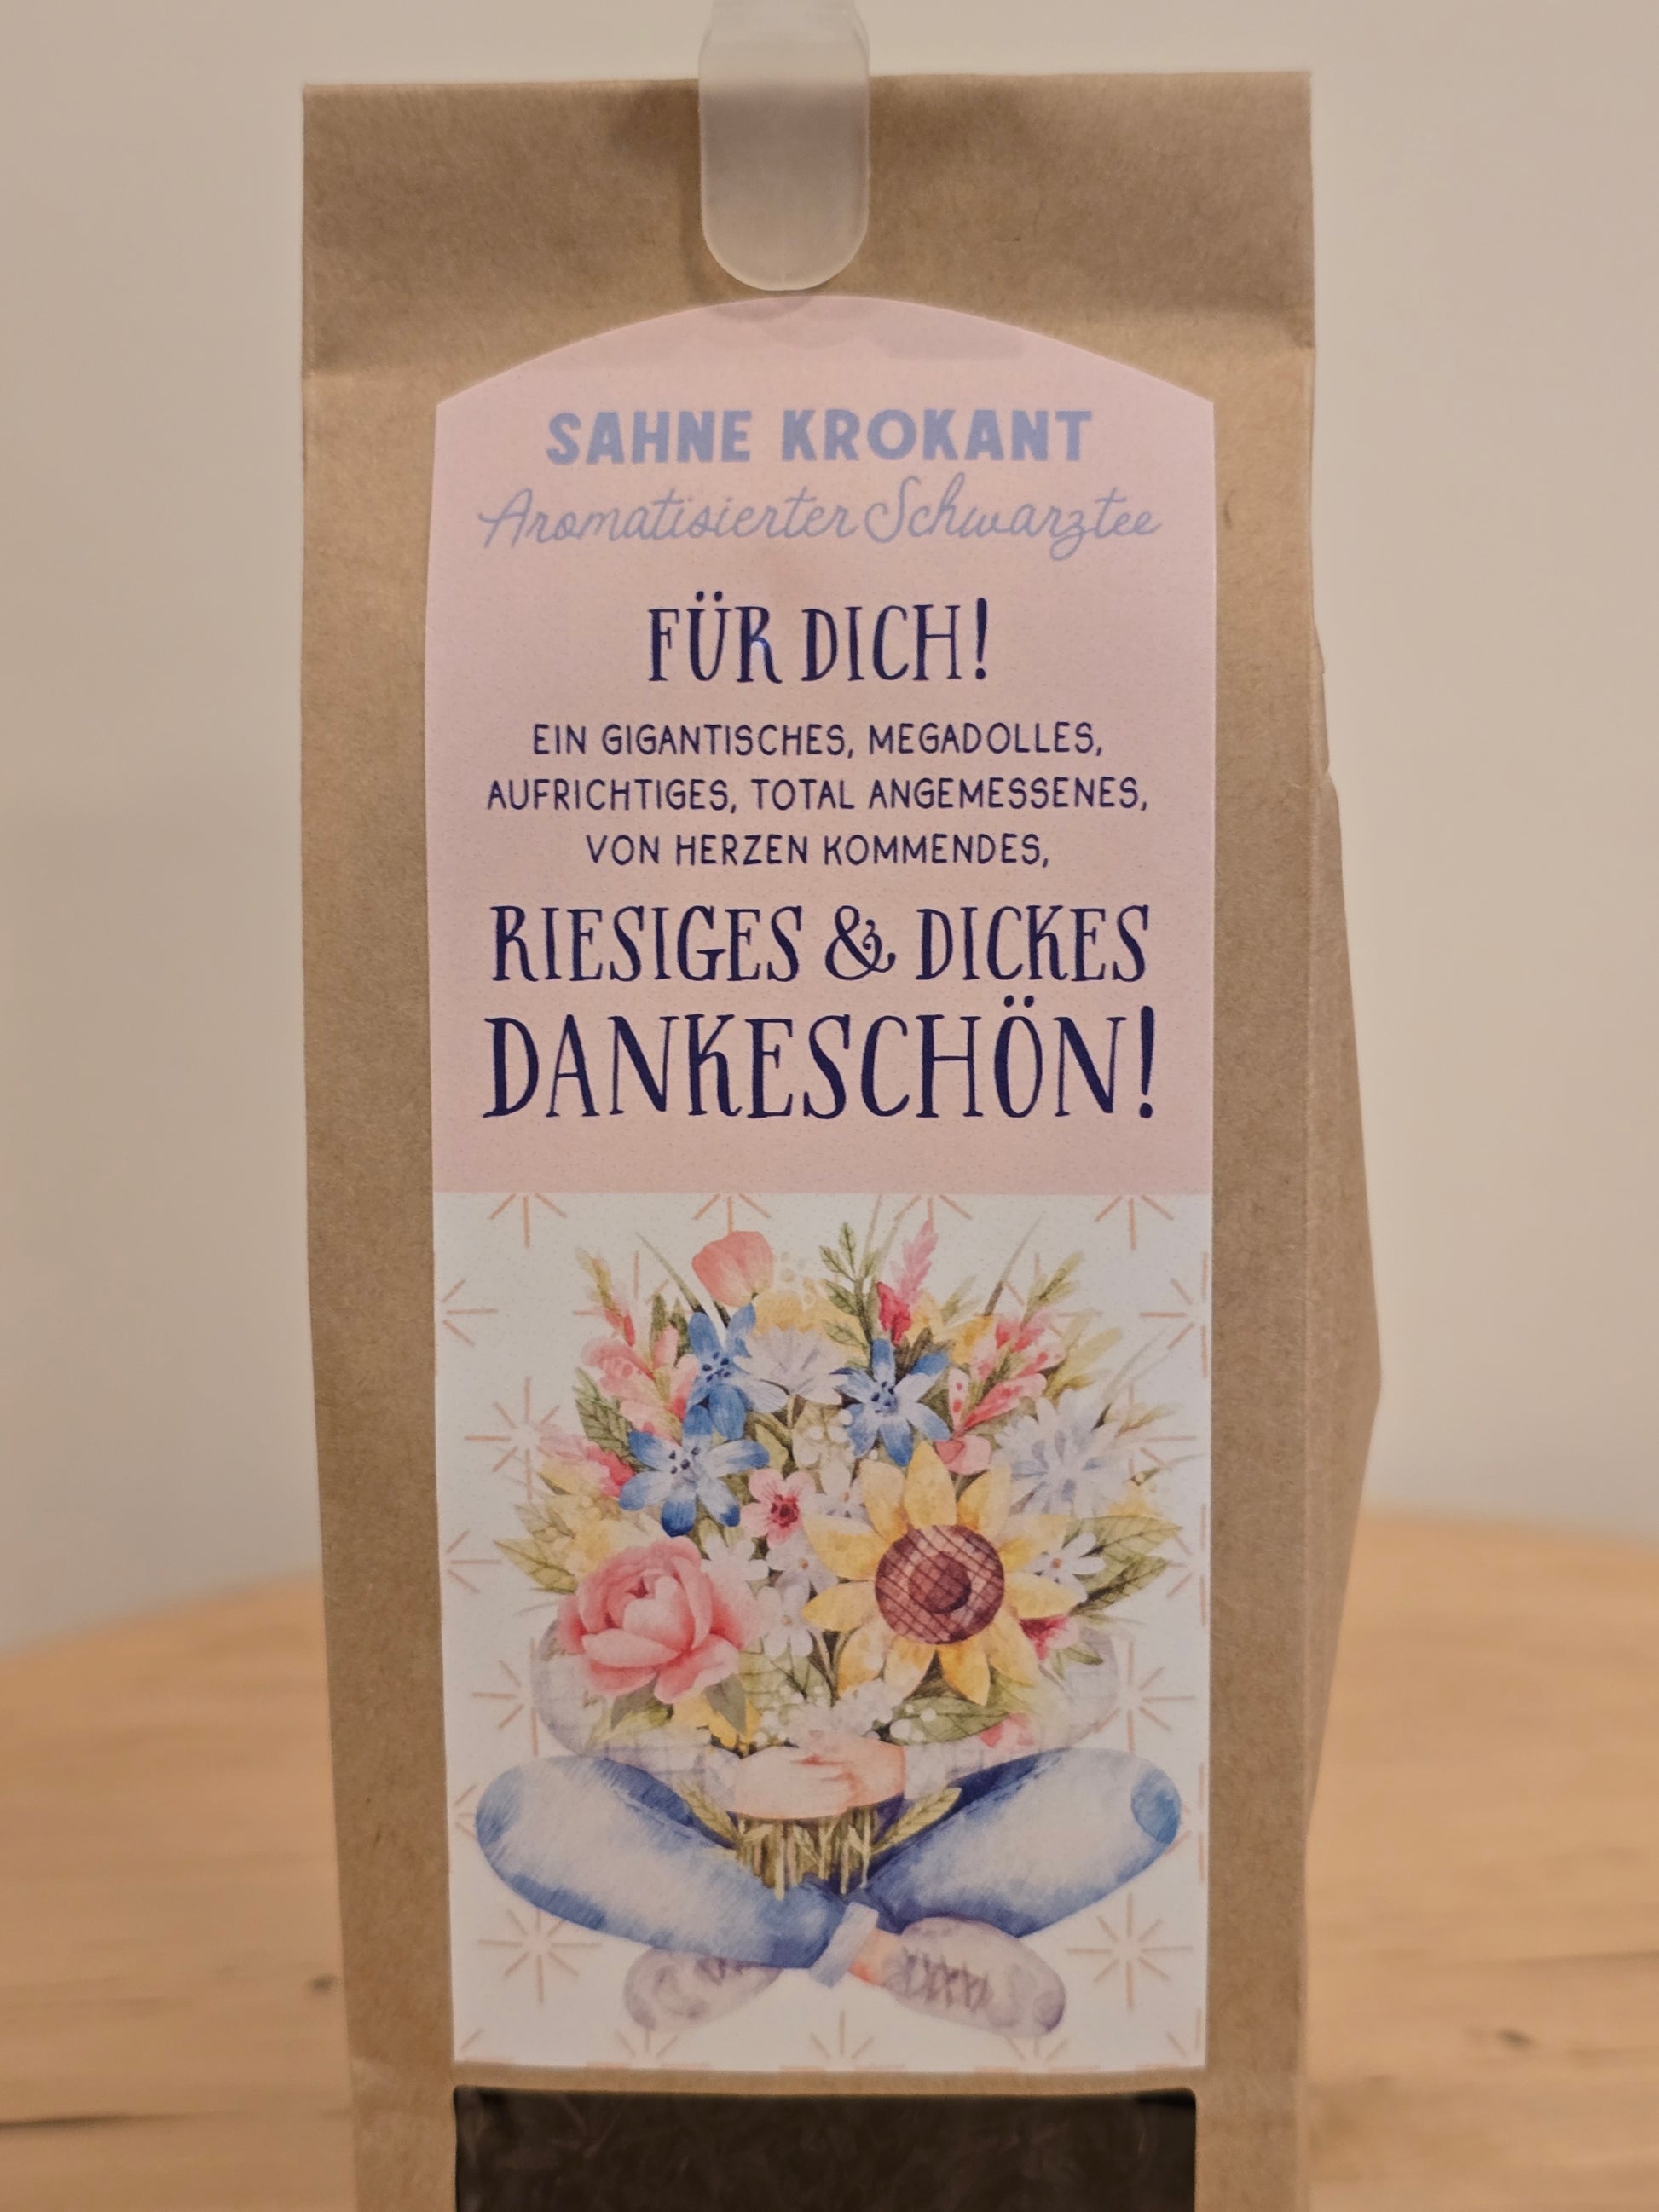 SAHNE KROKANT
Aromatisierter Schwarztee
FÜR DICH!
EIN GIGANTISCHES, MEGADOLLES,
AUFRICHTIGES, TOTAL ANGEMESSENES,
VON HERZEN KOMMENDES,
RIESIGES & DICKES
DANKESCHÖN!